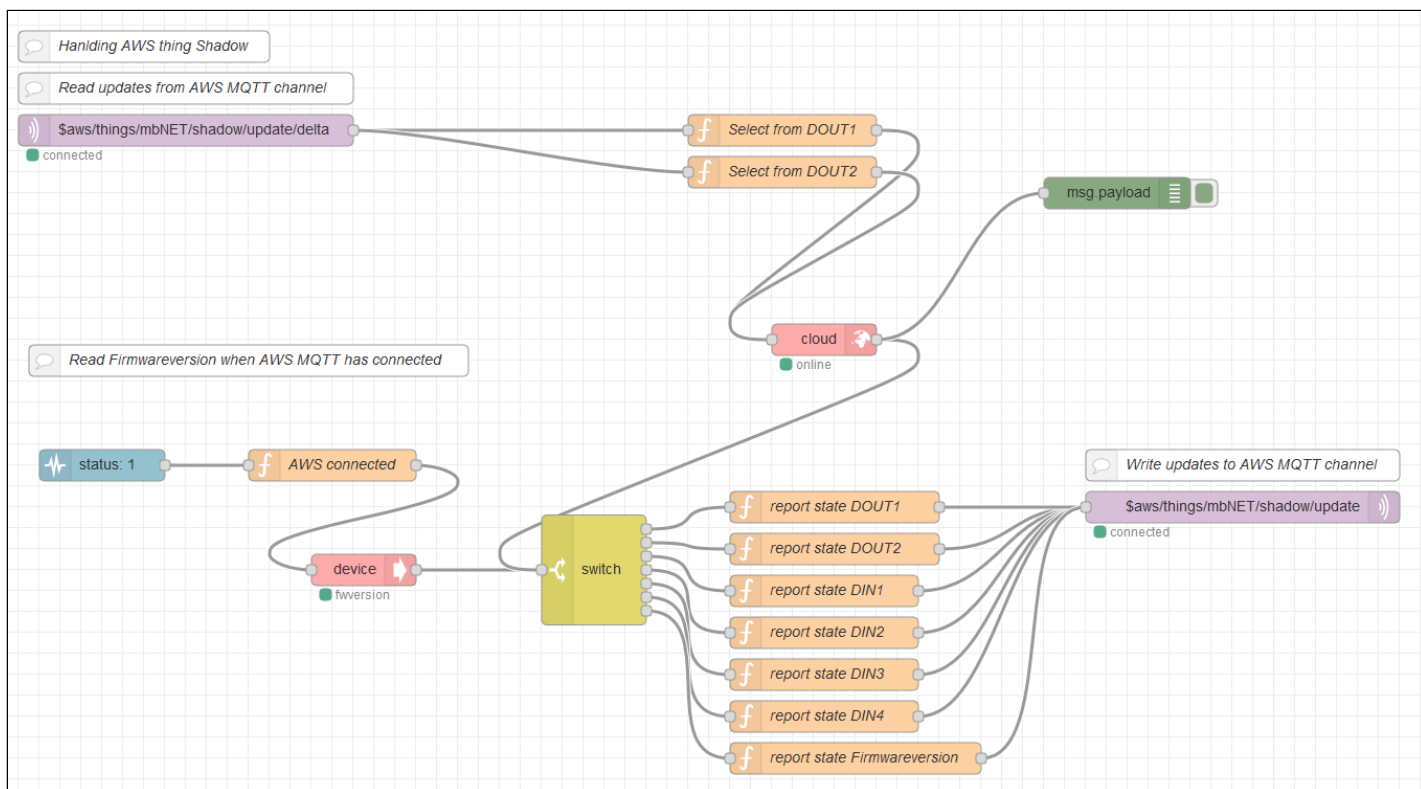 Hanlding AWS thing Shadow
Read updates from AWS MQTT channel
$aws/things/mbNET/shadow/update/delta
connected
Select from DOUT1
Select from DOUT2
msg.payload
cloud
online
Read Firmwareversion when AWS MQTT has connected
status: 1
AWS connected
device
fwversion
switch
report state DOUT1
report state DOUT2
report state DIN1
report state DIN2
report state DIN3
report state DIN4
report state Firmwareversion
Write updates to AWS MQTT channel
$aws/things/mbNET/shadow/update
connected